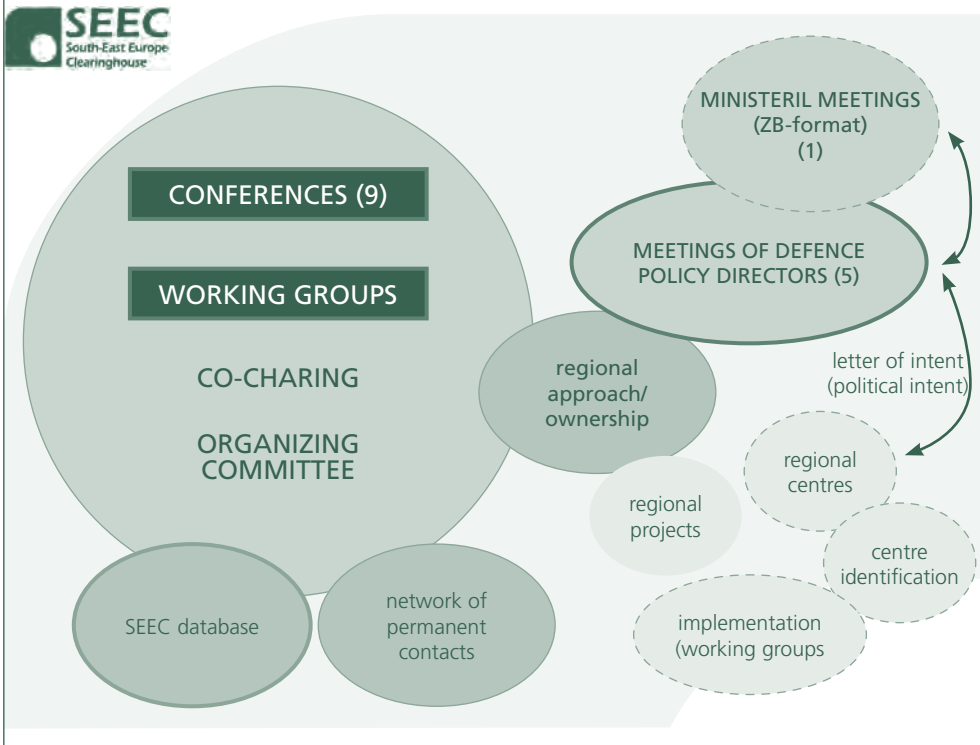 SEEC
South-East Europe
Clearinghouse
MINISTERIL MEETINGS
(ZB-format)
(1)
CONFERENCES (9)
MEETINGS OF DEFENCE
POLICY DIRECTORS (5)
WORKING GROUPS
letter of intent
(political intent)
CO-CHARING
regional
approach/
ownership
ORGANIZING
COMMITTEE
regional
centres
regional
projects
centre
identification
SEEC database
network of
permanent
contacts
implementation
(working groups